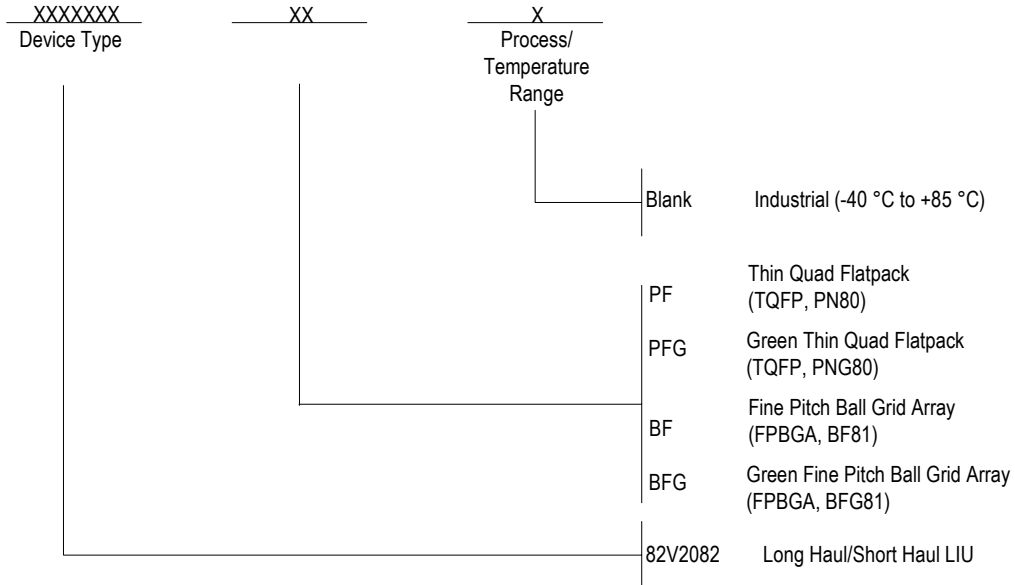 XXXXXXX XX X
Device Type
Process/
Temperature
Range
Blank Industrial (-40 °C to +85 °C)
PF Thin Quad Flatpack
(TQFP, PN80)
PFG Green Thin Quad Flatpack
(TQFP, PNG80)
BF Fine Pitch Ball Grid Array
(FPBGA, BF81)
BFG Green Fine Pitch Ball Grid Array
(FPBGA, BFG81)
82V2082 Long Haul/Short Haul LIU